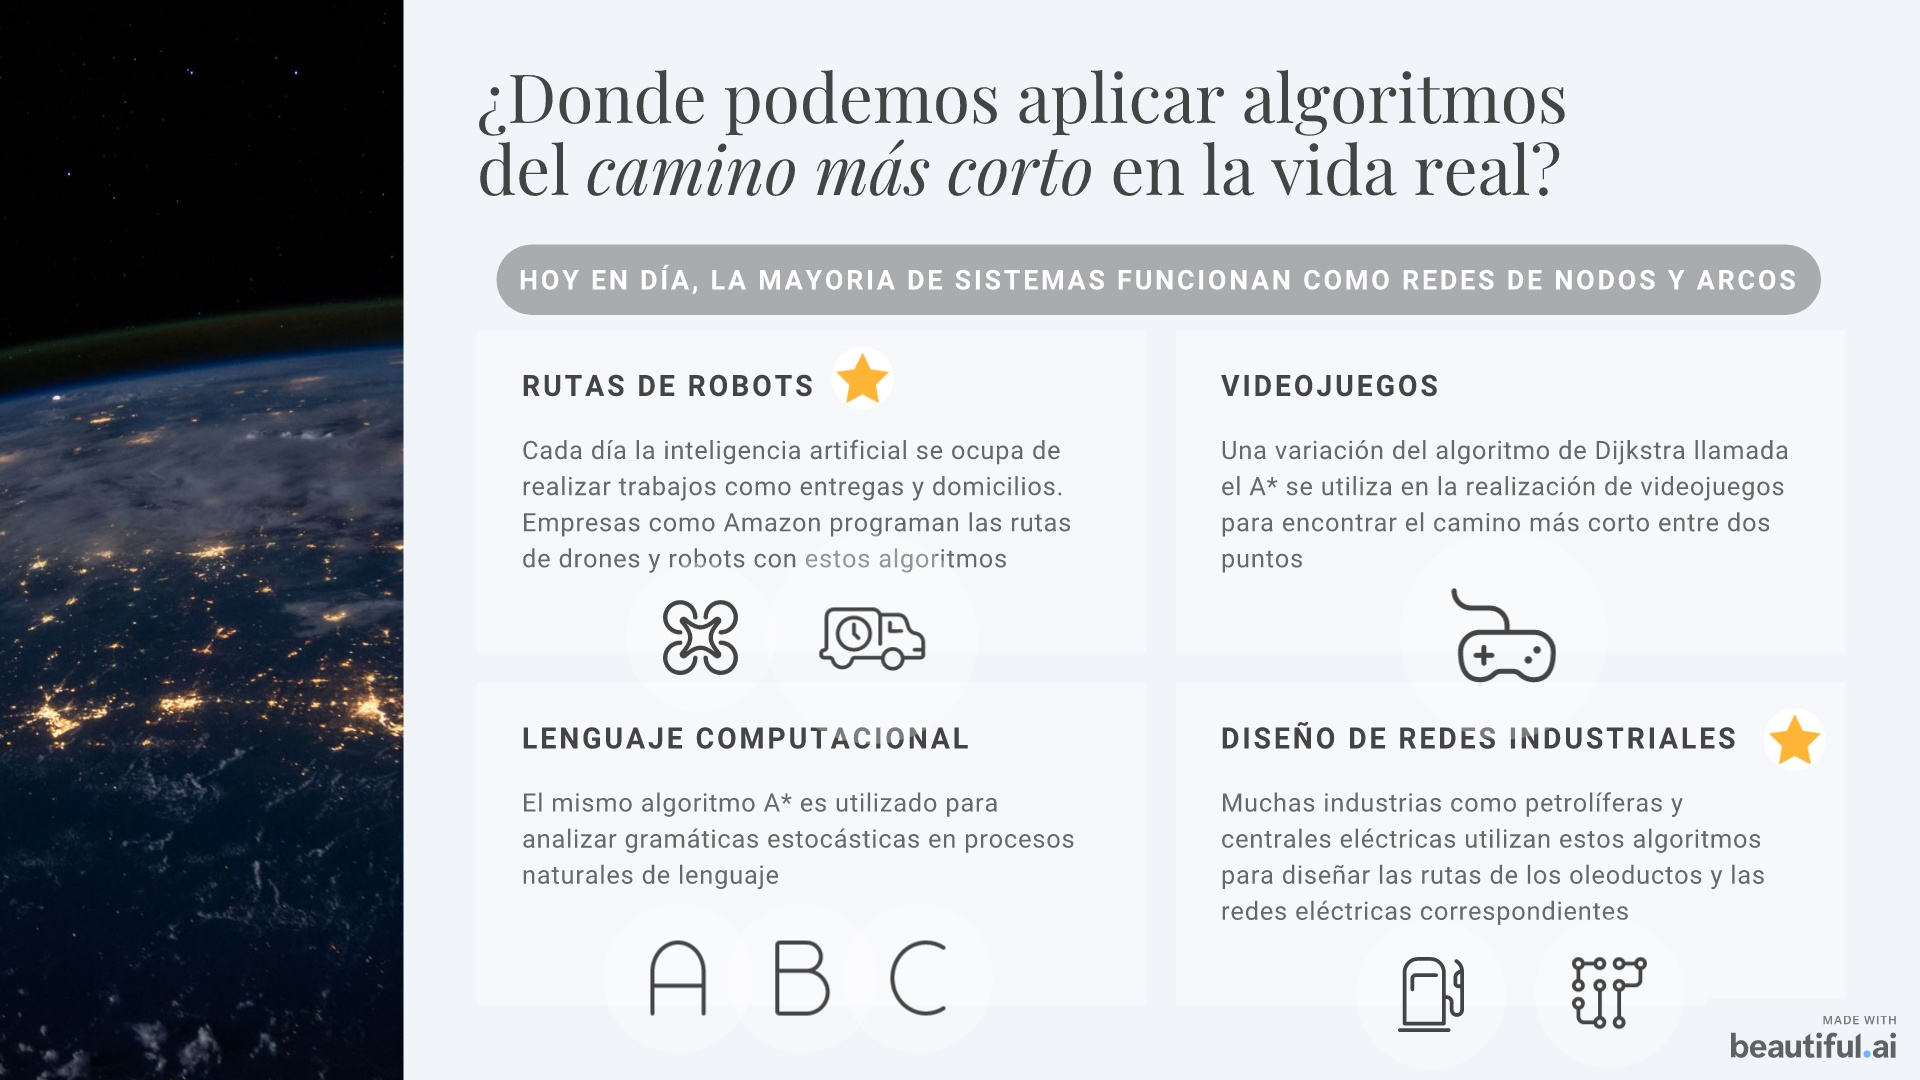 ¿Donde podemos aplicar algoritmos
del camino más corto en la vida real?
HOY EN DÍA, LA MAYORIA DE SISTEMAS FUNCIONAN COMO REDES DE NODOS Y ARCOS
RUTAS DE ROBOTS
Cada día la inteligencia artificial se ocupa de
realizar trabajos como entregas y domicilios.
Empresas como Amazon programan las rutas
de drones y robots con estos algoritmos
VIDEOJUEGOS
Una variación del algoritmo de Dijkstra llamada
el A* se utiliza en la realización de videojuegos
para encontrar el camino más corto entre dos
puntos
LENGUAJE COMPUTACIONAL
El mismo algoritmo A* es utilizado para
analizar gramáticas estocásticas en procesos
naturales de lenguaje
A B C
DISEÑO DE REDES INDUSTRIALES
Muchas industrias como petrolíferas y
centrales eléctricas utilizan estos algoritmos
para diseñar las rutas de los oleoductos y las
redes eléctricas correspondientes
MADE WITH
beautiful.ai